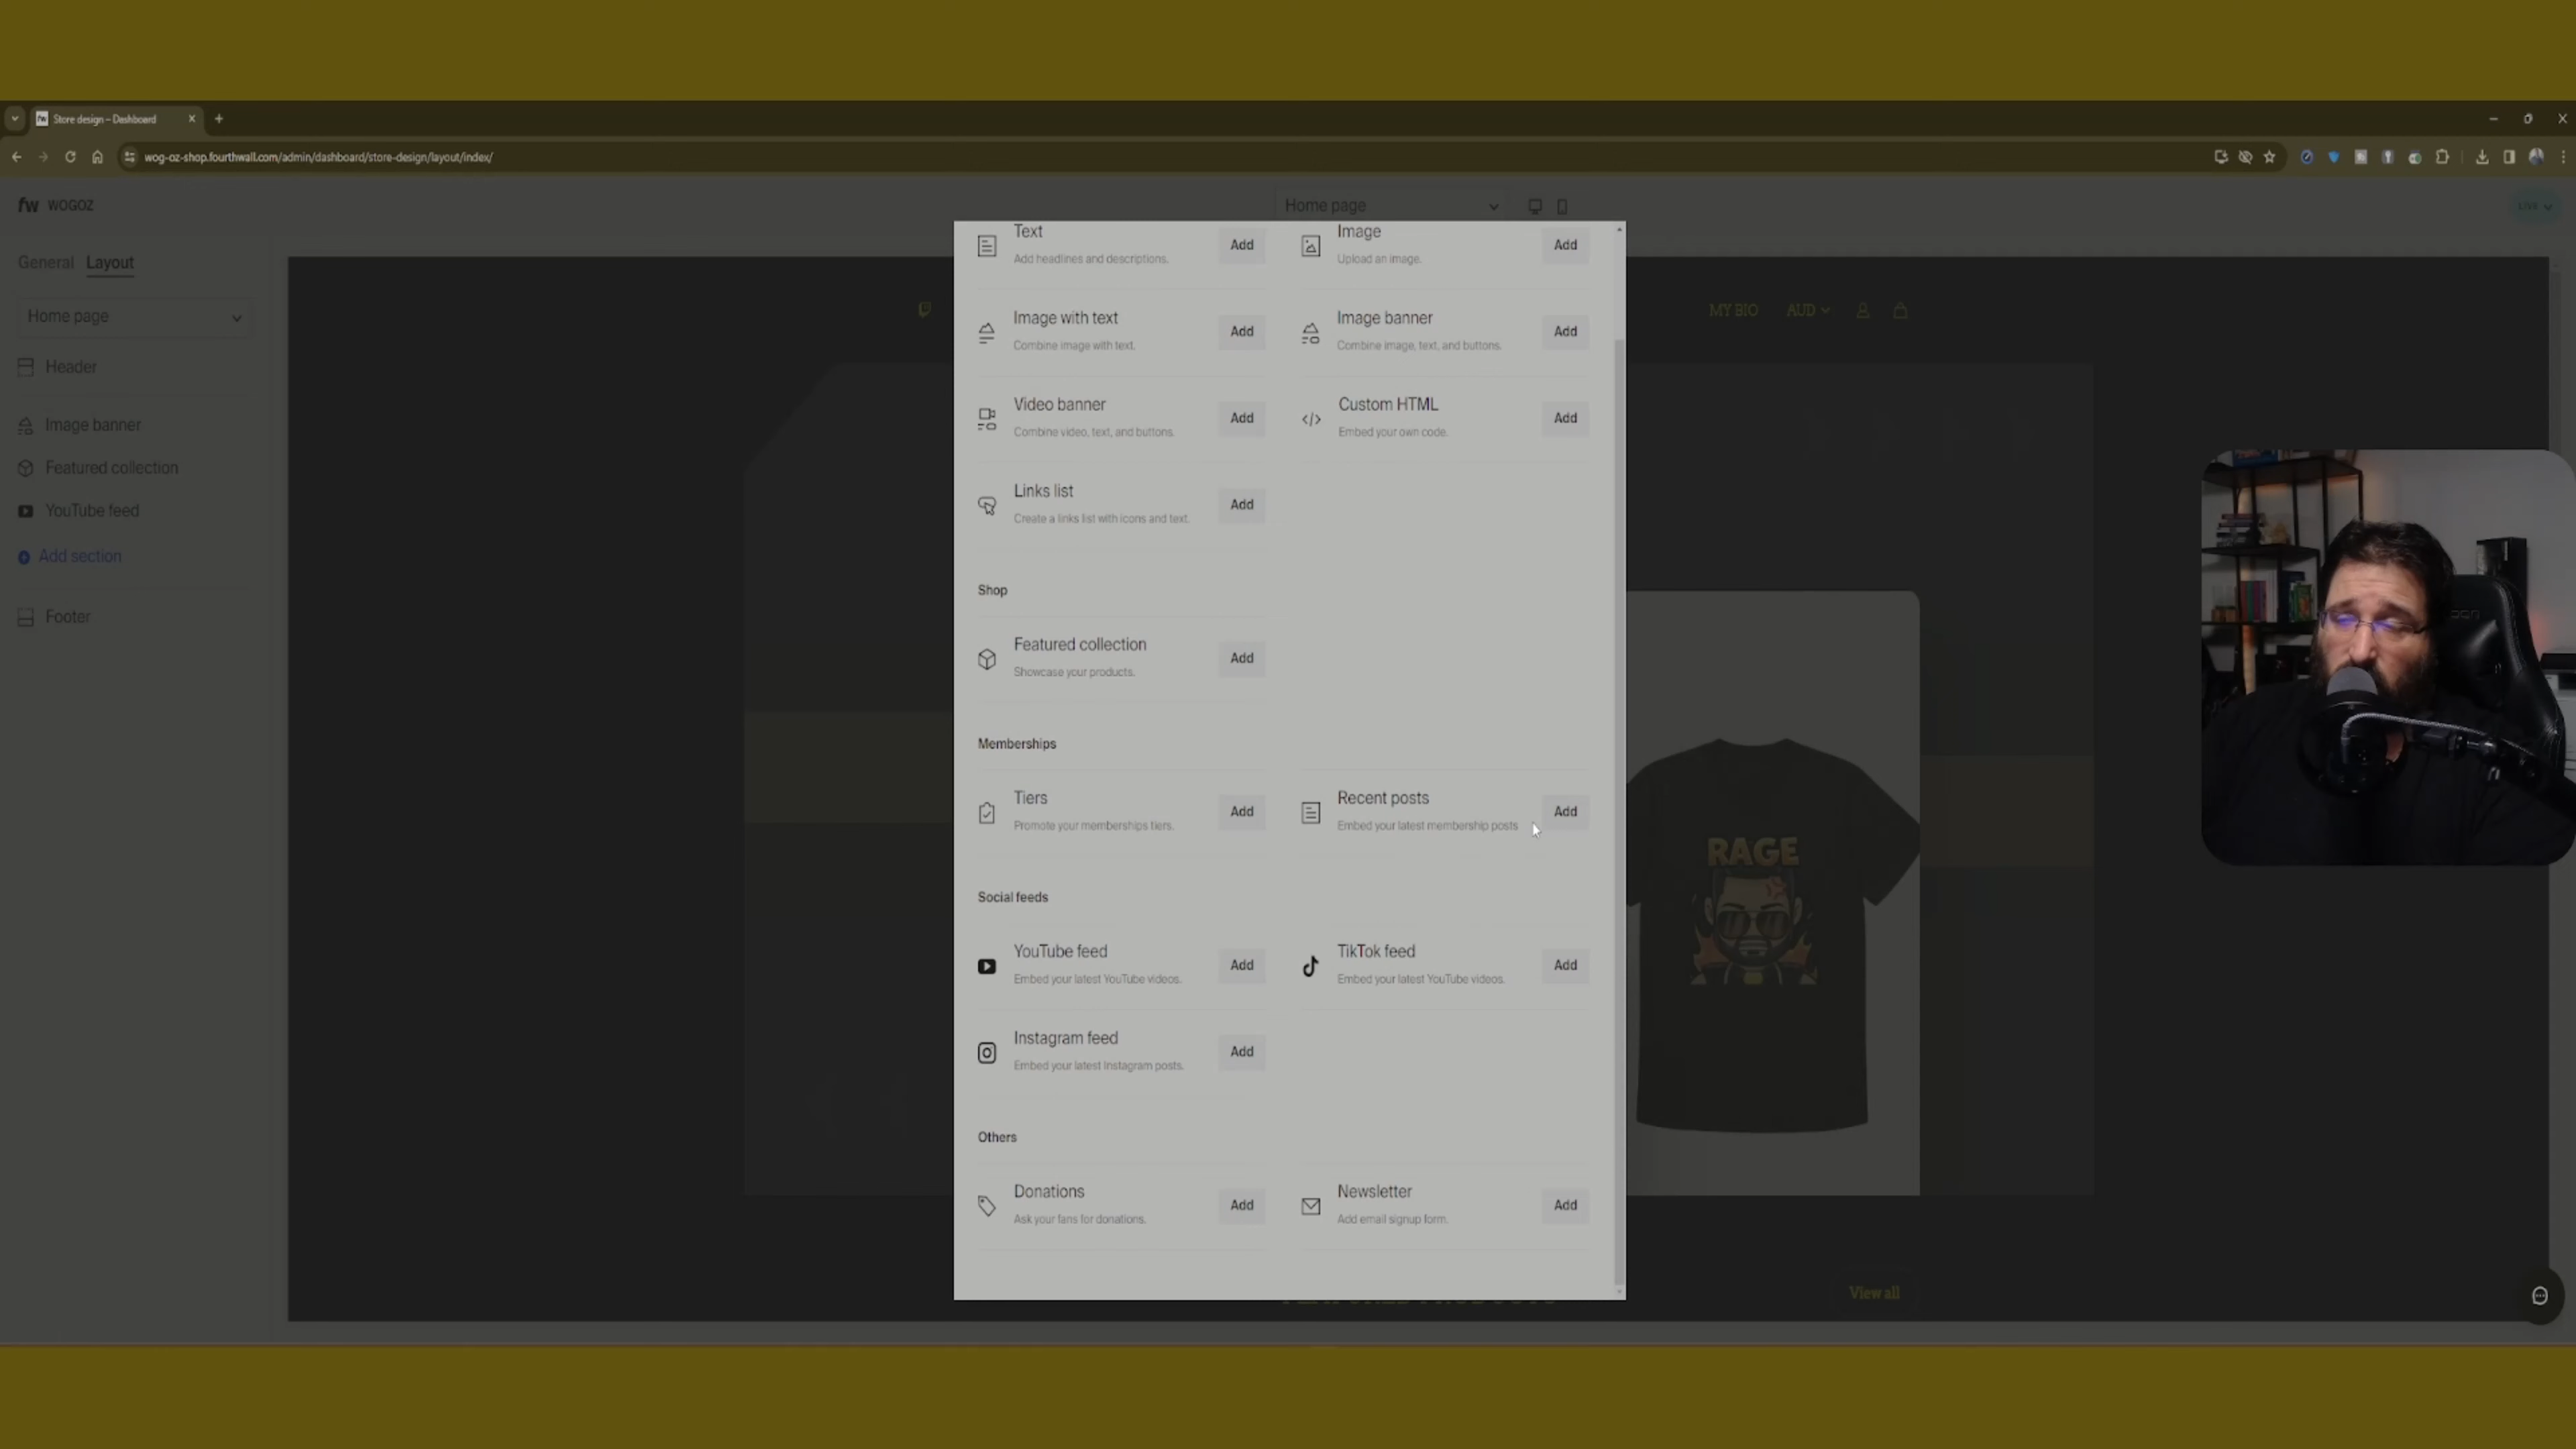 Store design – Dashboard
wog-oz-shop.fourthwall.com/admin/dashboard/store-design/layout/index/
fw WOGOZ
Home page
LIVE
General Layout
Home page
Header
Image banner
Featured collection
YouTube feed
Add section
Footer
MY BIO AUD
Text
Add headlines and descriptions.
Add
Image
Upload an image.
Add
Image with text
Combine image with text.
Add
Image banner
Combine image, text, and buttons.
Add
Video banner
Combine video, text, and buttons.
Add
Custom HTML
Embed your own code.
Add
Links list
Create a links list with icons and text.
Add
Shop
Featured collection
Showcase your products.
Add
Memberships
Tiers
Promote your memberships tiers.
Add
Recent posts
Embed your latest membership posts
Add
Social feeds
YouTube feed
Embed your latest YouTube videos.
Add
TikTok feed
Embed your latest YouTube videos.
Add
Instagram feed
Embed your latest Instagram posts.
Add
Others
Donations
Ask your fans for donations.
Add
Newsletter
Add email signup form.
Add
RAGE
View all